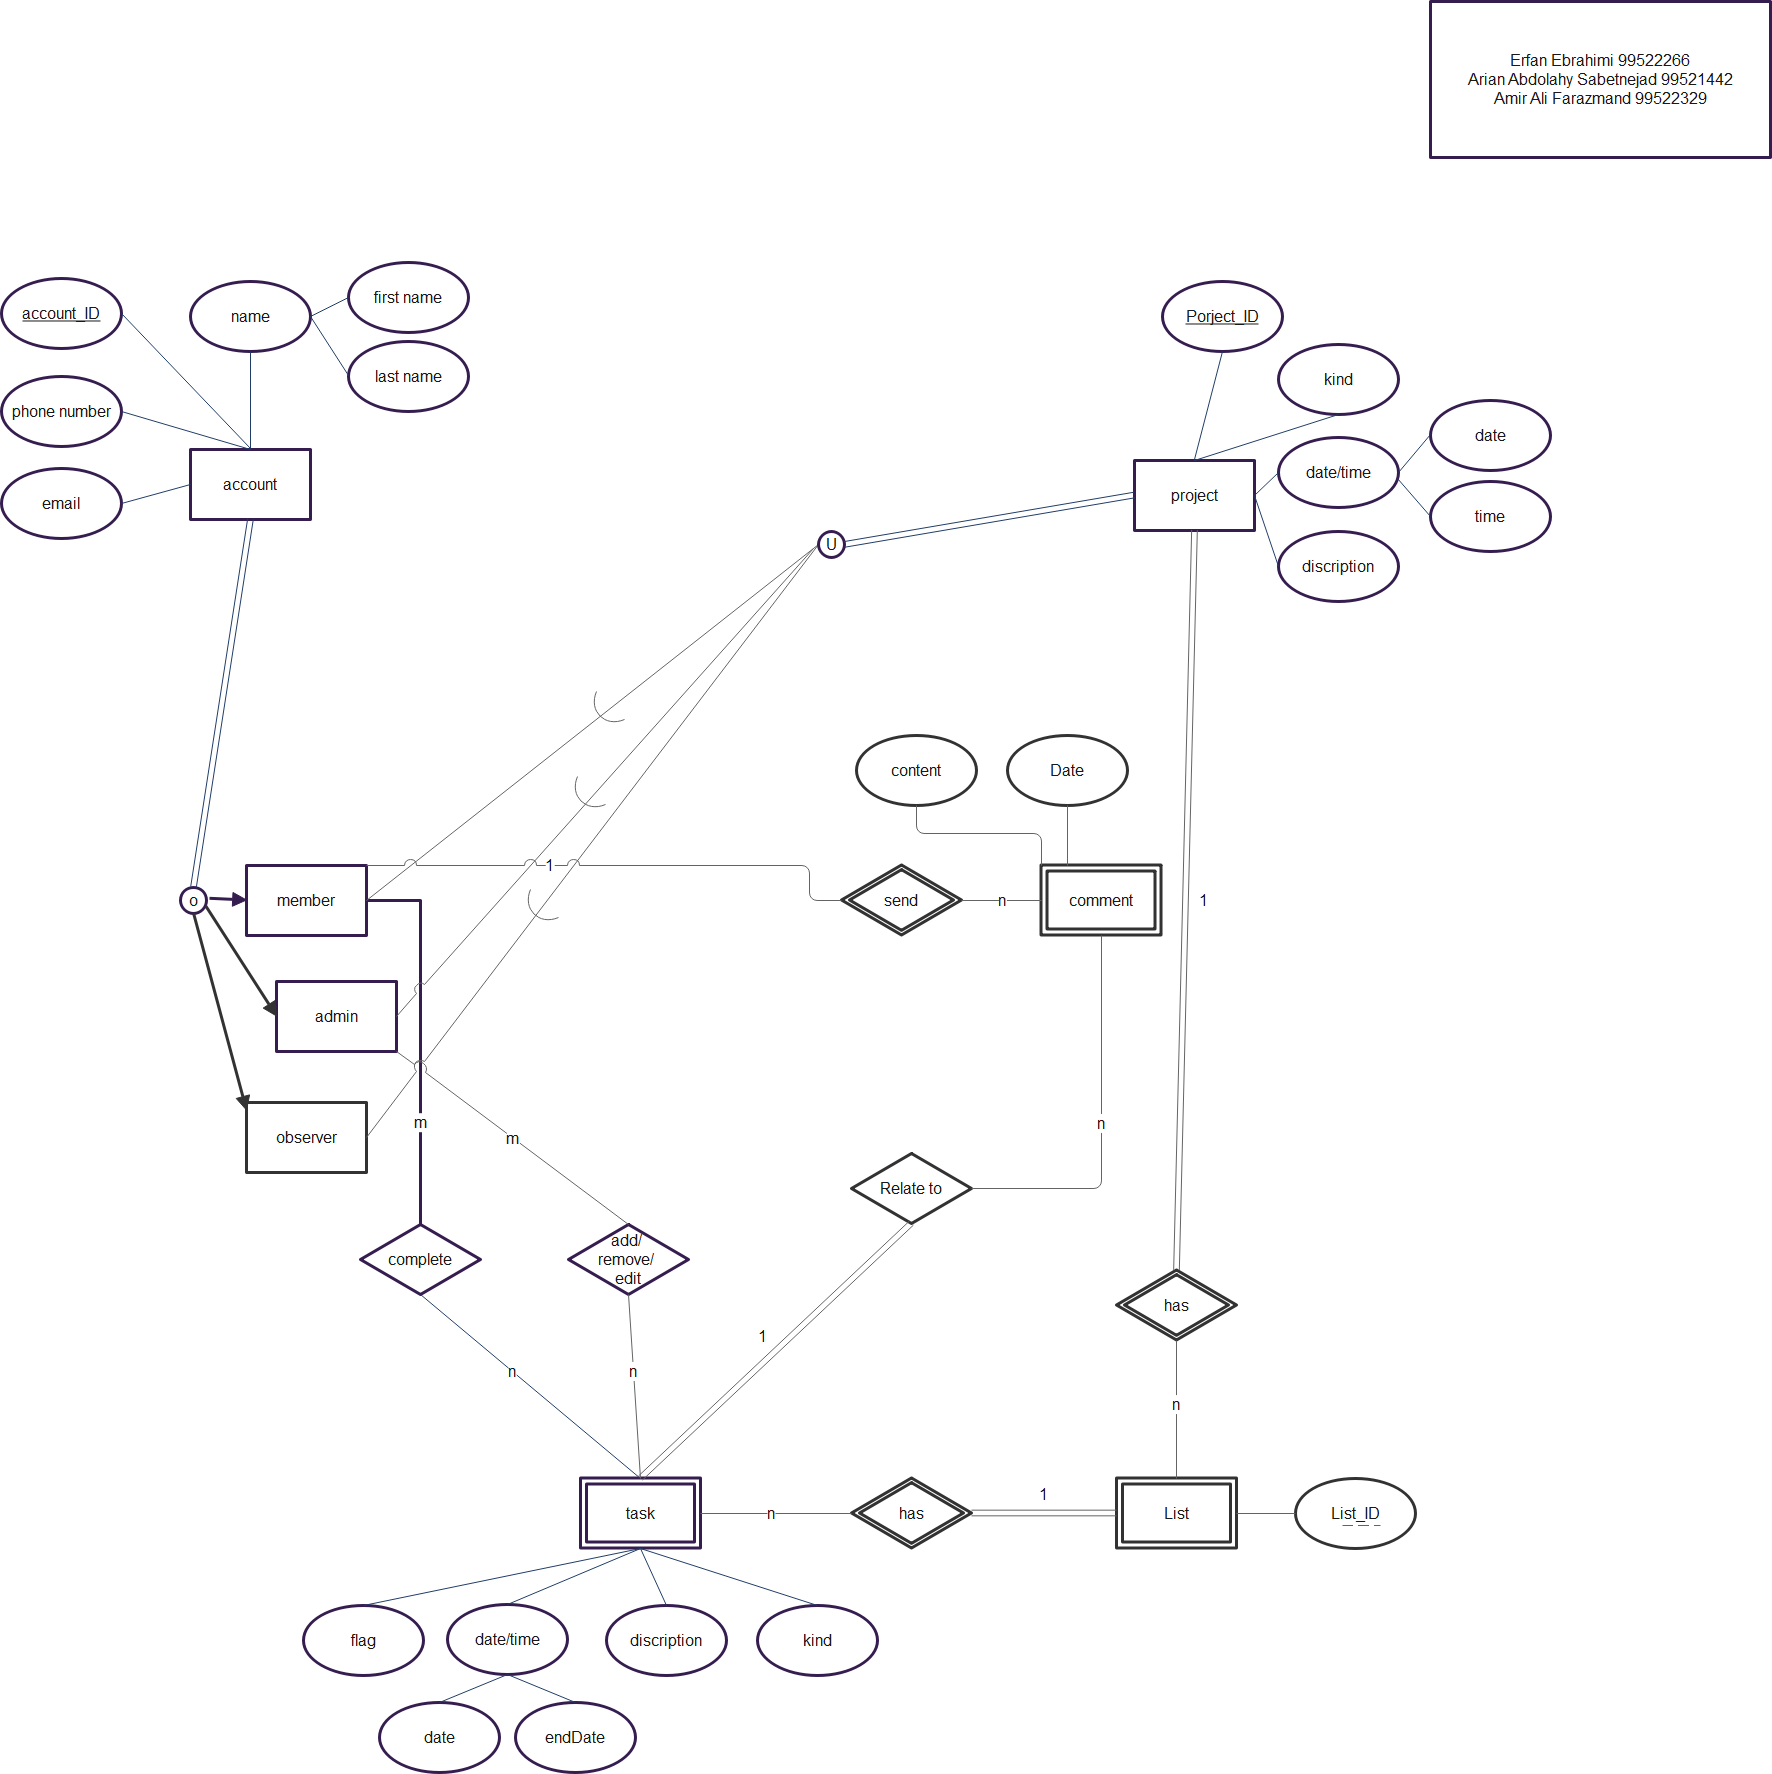 Erfan Ebrahimi 99522266
Arian Abdolahy Sabetnejad 99521442
Amir Ali Farazmand 99522329
account_ID
name
first name
last name
phone number
email
account
Porject_ID
kind
date/time
date
time
discription
project
U
content
Date
o
member
1
send
n
comment
1
admin
observer
m
m
n
Relate to
complete
add/
remove/
edit
has
1
n
n
n
task
n
has
1
List
List_ID
flag
date/time
discription
kind
date
endDate